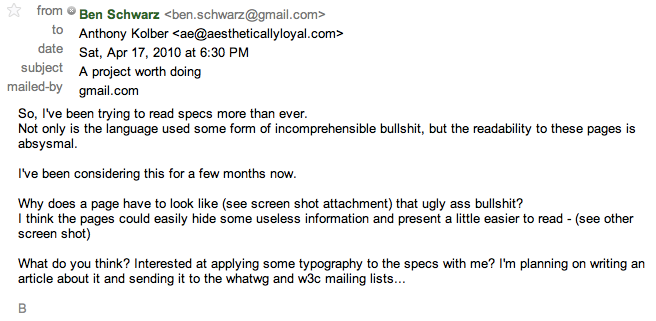 from Ben Schwarz <ben.schwarz@gmail.com>
to Anthony Kolber <ae@aestheticallyloyal.com>
date Sat, Apr 17, 2010 at 6:30 PM
subject A project worth doing
mailed-by gmail.com
So, I've been trying to read specs more than ever.
Not only is the language used some form of incomprehensible bullshit, but the readability to these pages is
absysmal.
I've been considering this for a few months now.
Why does a page have to look like (see screen shot attachment) that ugly ass bullshit?
I think the pages could easily hide some useless information and present a little easier to read - (see other
screen shot)
What do you think? Interested at applying some typography to the specs with me? I'm planning on writing an
article about it and sending it to the whatwg and w3c mailing lists...
B